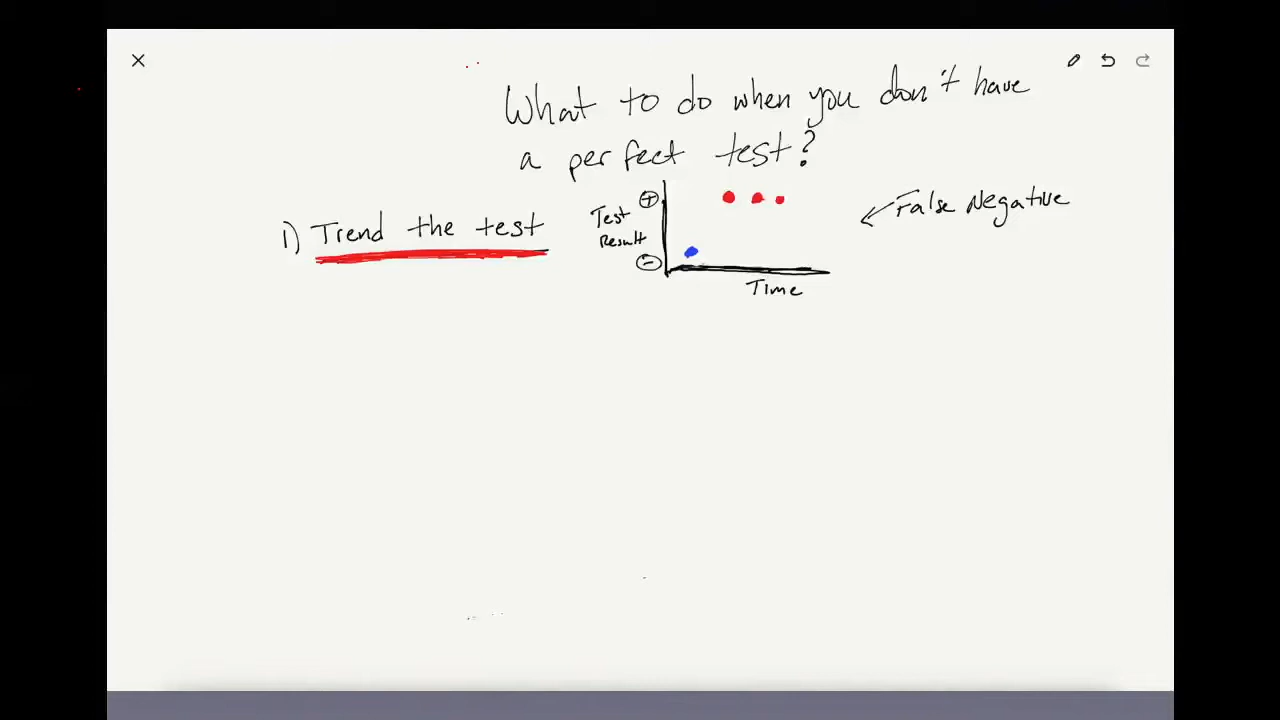 What to do when you don't have
a perfect test?
1) Trend the test
Test
Result
+
-
Time
False Negative